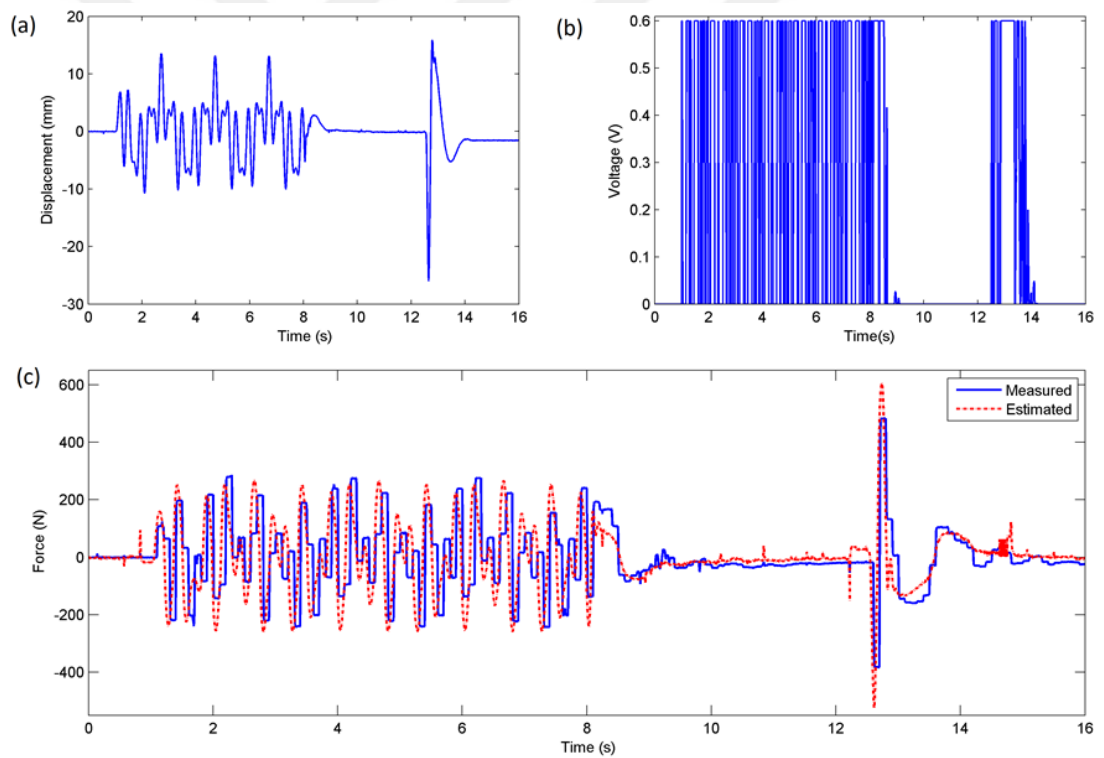 (a)
20
10
0
-10
-20
-30
Displacement (mm)
0 2 4 6 8 10 12 14 16
Time (s)
(b)
0.6
0.5
0.4
0.3
0.2
0.1
0
Voltage (V)
0 2 4 6 8 10 12 14 16
Time(s)
(c)
600
400
200
0
-200
-400
Force (N)
Measured
Estimated
0 2 4 6 8 10 12 14 16
Time (s)